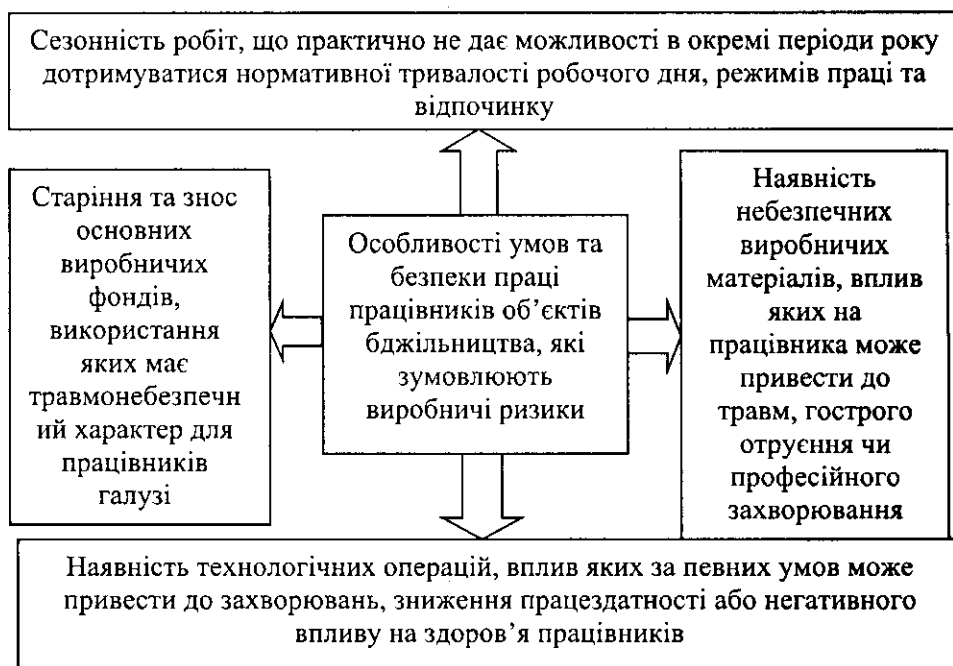 Сезонність робіт, що практично не дає можливості в окремі періоди року
дотримуватися нормативної тривалості робочого дня, режимів праці та
відпочинку
Старіння та знос
основних
виробничих
фондів,
використання
яких має
травмонебезпечн
ий характер для
працівників
галузі
Особливості умов та
безпеки праці
працівників об’єктів
бджільництва, які
зумовлюють
виробничі ризики
Наявність
небезпечних
виробничих
матеріалів, вплив
яких на
працівника може
привести до
травм, гострого
отруєння чи
професійного
захворювання
Наявність технологічних операцій, вплив яких за певних умов може
привести до захворювань, зниження працездатності або негативного
впливу на здоров’я працівників